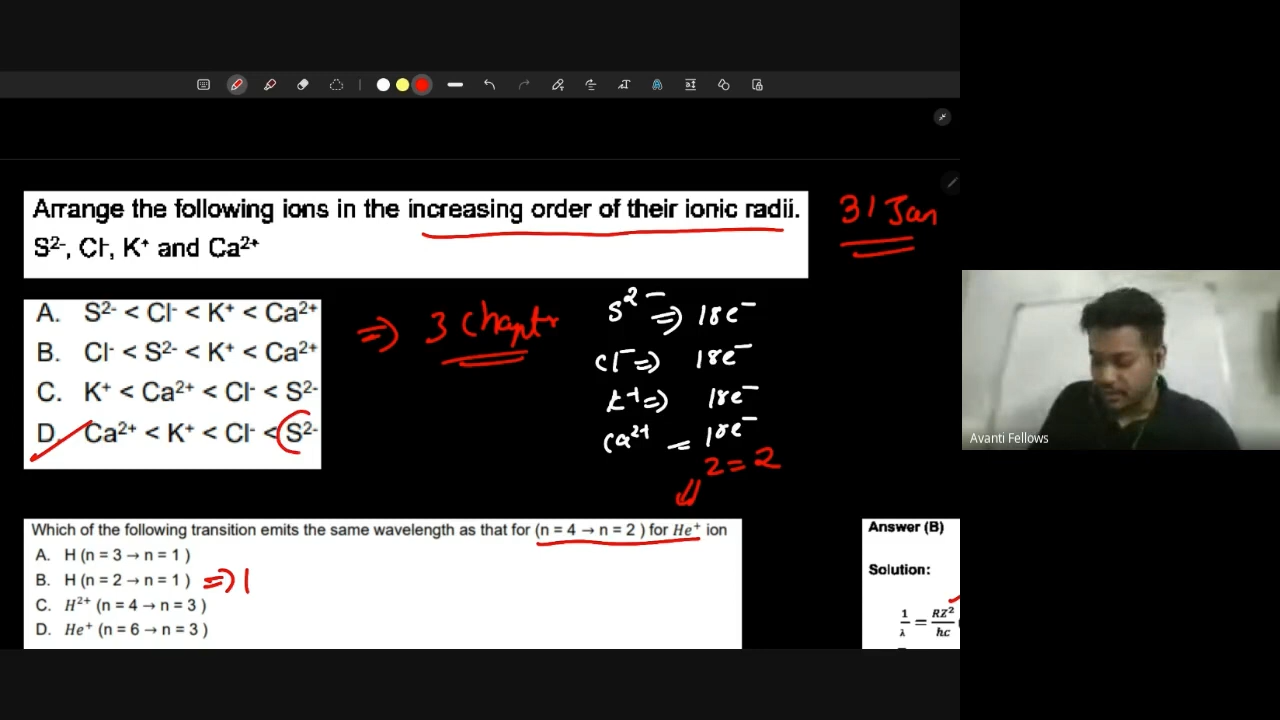 Arrange the following ions in the increasing order of their ionic radii.
S²⁻, Cl⁻, K⁺ and Ca²⁺
31 Jan
A. S²⁻ < Cl⁻ < K⁺ < Ca²⁺
B. Cl⁻ < S²⁻ < K⁺ < Ca²⁺
C. K⁺ < Ca²⁺ < Cl⁻ < S²⁻
D. Ca²⁺ < K⁺ < Cl⁻ < S²⁻
⇒ 3 Chapter
S²⁻ ⇒ 18e⁻
Cl⁻ ⇒ 18e⁻
K⁺ ⇒ 18e⁻
Ca²⁺ = 18e⁻
2 = 2
Which of the following transition emits the same wavelength as that for (n = 4 → n = 2 ) for He⁺ ion
A. H (n = 3 → n = 1 )
B. H (n = 2 → n = 1 ) ⇒ 1
C. H²⁺ (n = 4 → n = 3 )
D. He⁺ (n = 6 → n = 3 )
Answer (B)
Solution:
1/λ = RZ²/hc
Avanti Fellows